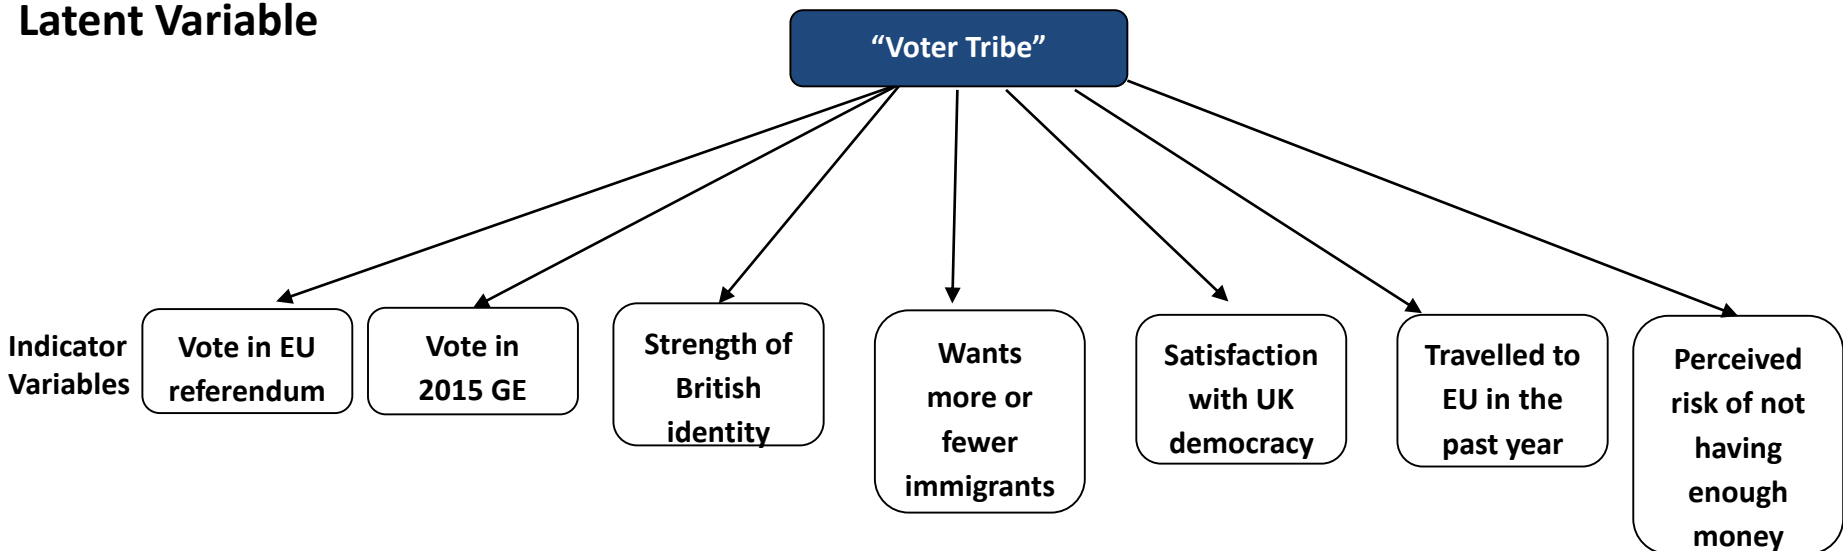 Latent Variable
“Voter Tribe”
Indicator
Variables
Vote in EU
referendum
Vote in
2015 GE
Strength of
British
identity
Wants
more or
fewer
immigrants
Satisfaction
with UK
democracy
Travelled to
EU in the
past year
Perceived
risk of not
having
enough
money